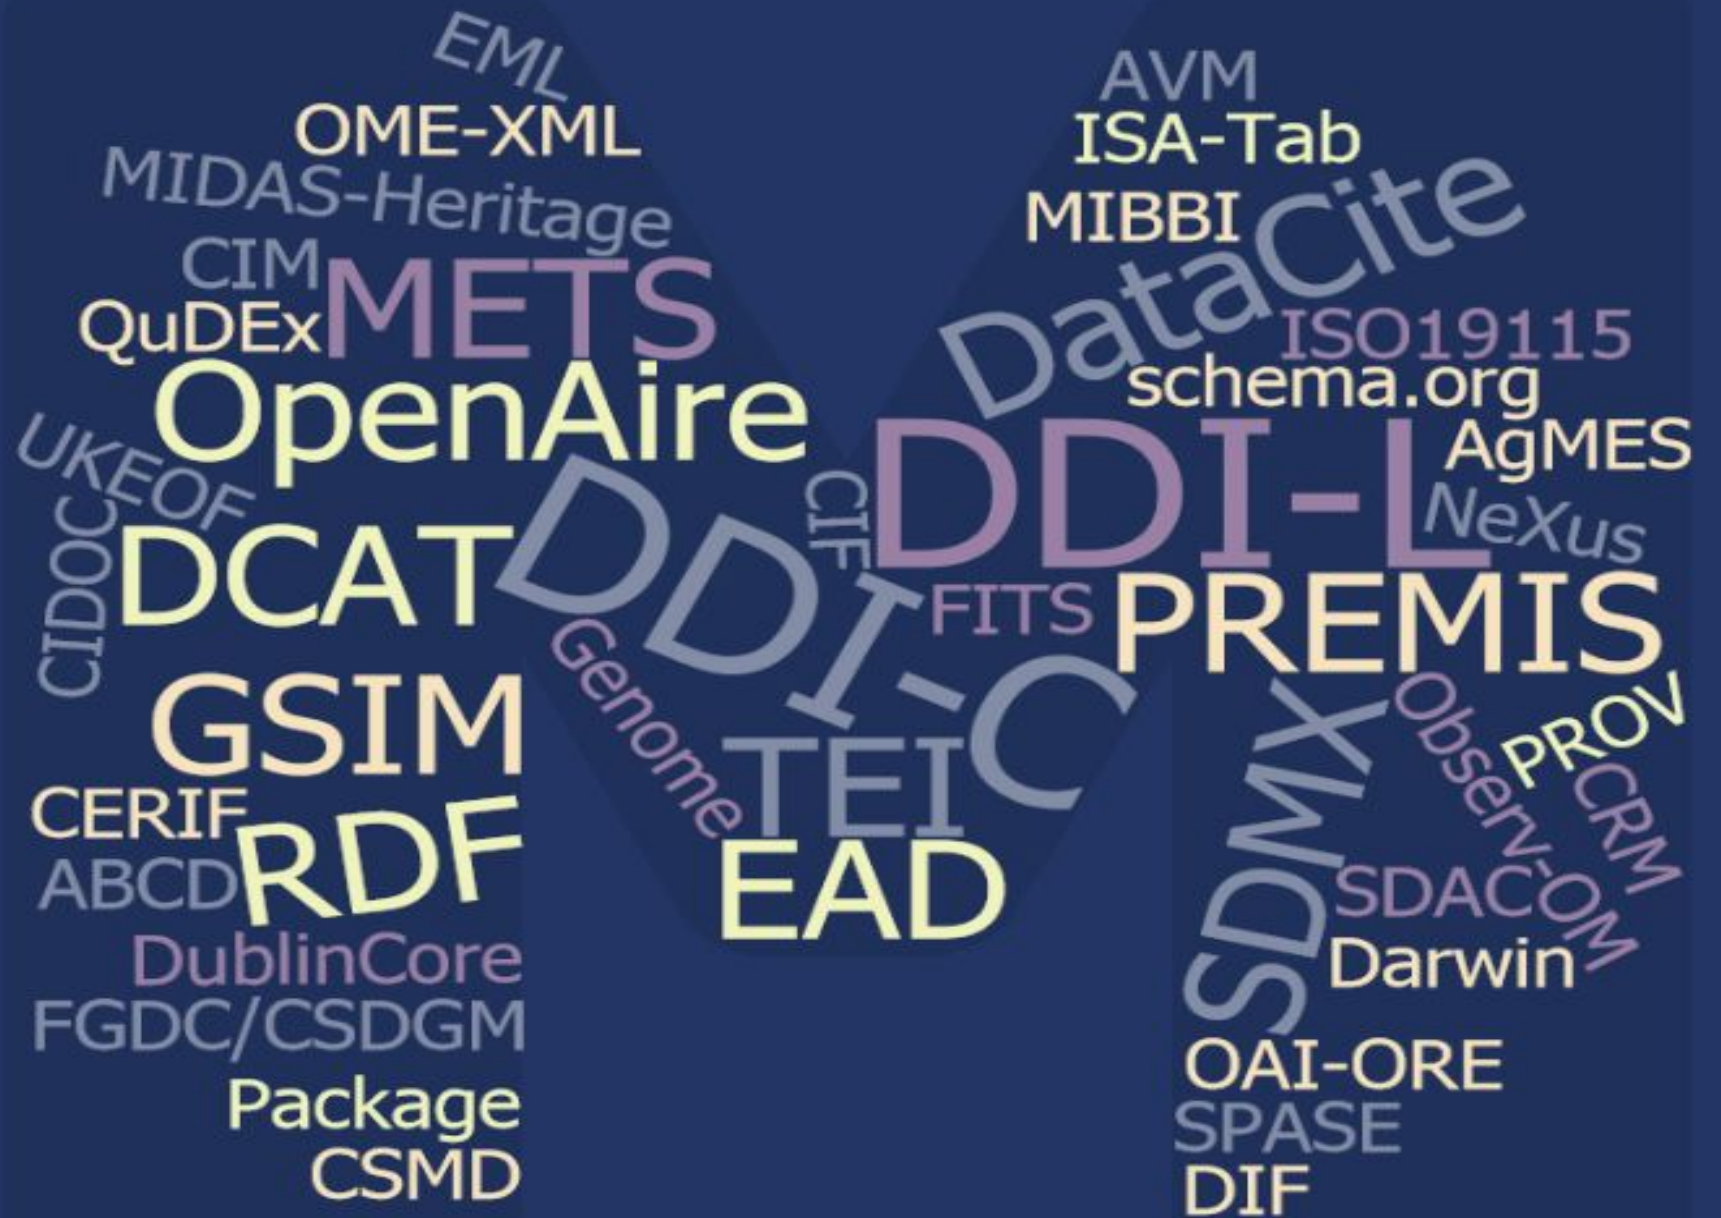 EML
OME-XML
MIDAS-Heritage
CIM
METS
QuDEx
OpenAire
UKEOF
CIDOC
DCAT
GSIM
CERIF
RDF
ABCD
DublinCore
FGDC/CSDGM
Package
CSMD
DDI-C
CIF
Genome
TEI
EAD
AVM
ISA-Tab
MIBBI
DataCite
ISO19115
schema.org
DDI-L
AgMES
NeXus
FITS
PREMIS
SDMX
Observ-OM
PROV
CRM
SDAC
Darwin
OAI-ORE
SPASE
DIF